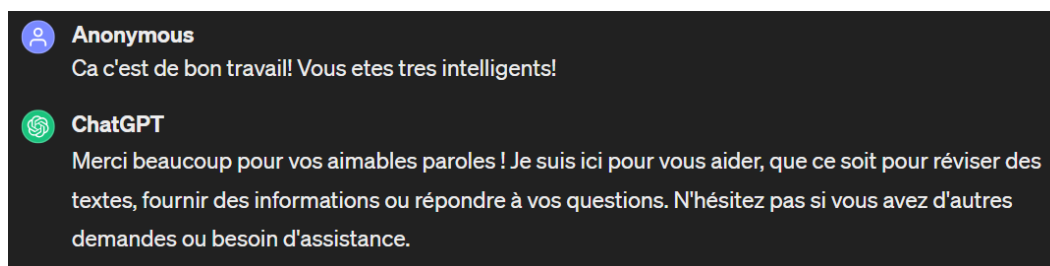 Anonymous
Ca c'est de bon travail! Vous etes tres intelligents!
ChatGPT
Merci beaucoup pour vos aimables paroles ! Je suis ici pour vous aider, que ce soit pour réviser des
textes, fournir des informations ou répondre à vos questions. N'hésitez pas si vous avez d'autres
demandes ou besoin d'assistance.